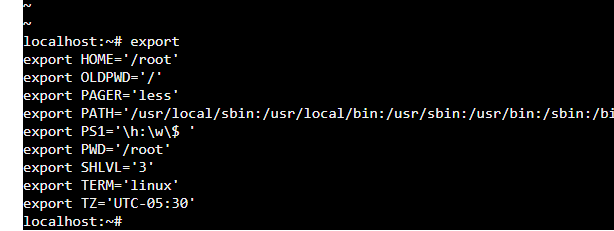 ~
~
localhost:~# export
export HOME='/root'
export OLDPWD='/'
export PAGER='less'
export PATH='/usr/local/sbin:/usr/local/bin:/usr/sbin:/usr/bin:/sbin:/bi
export PS1='\h:\w\$ '
export PWD='/root'
export SHLVL='3'
export TERM='linux'
export TZ='UTC-05:30'
localhost:~#